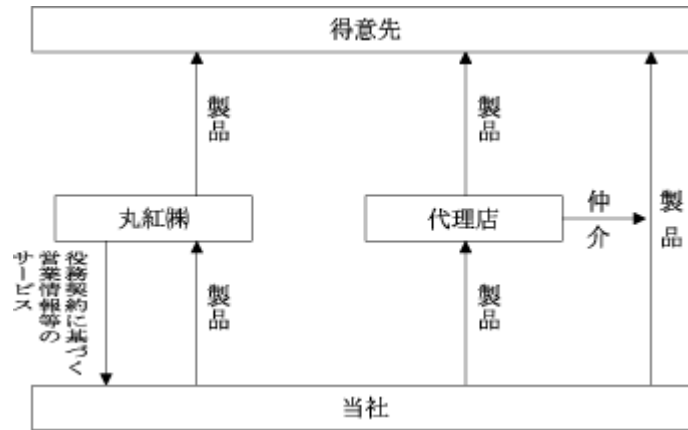 得意先
製品
製品
製品
丸紅㈱
代理店
仲介
役務契約に基づく
営業情報等の
サービス
製品
製品
当社